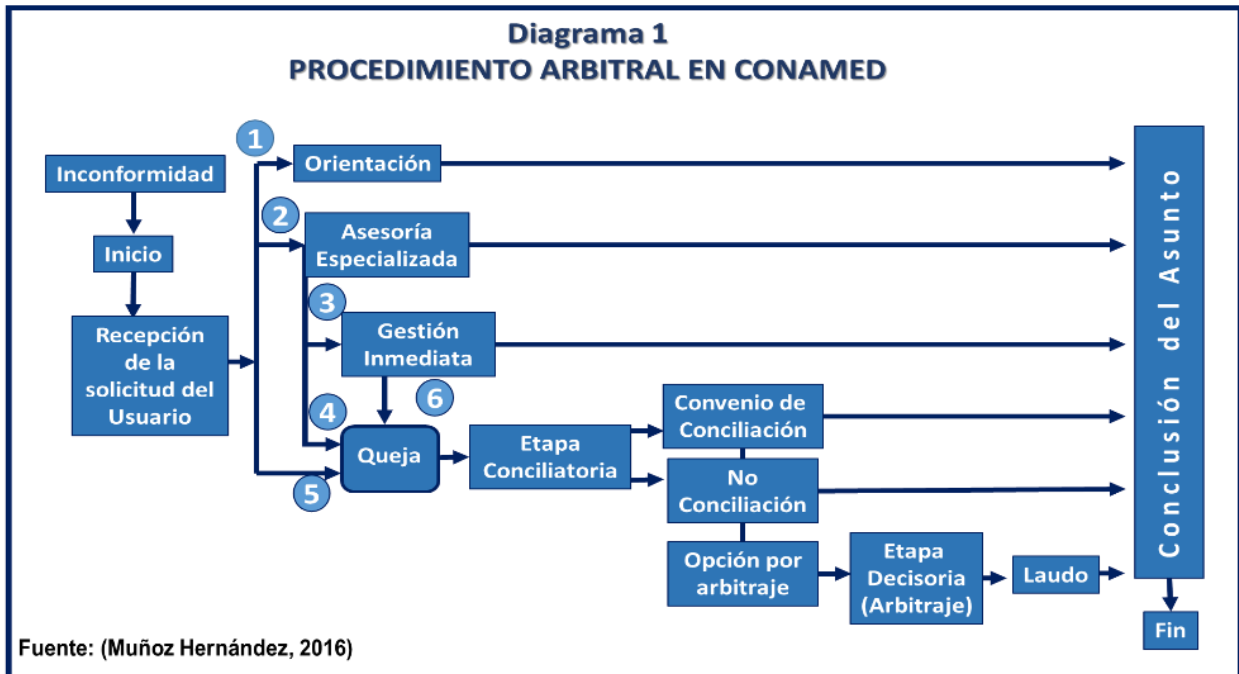 Diagrama 1
PROCEDIMIENTO ARBITRAL EN CONAMED
Inconformidad
Inicio
Recepción
de la
solicitud del
Usuario
1
Orientación
2
Asesoría
Especializada
3
Gestión
Inmediata
6
4
Queja
5
Etapa
Conciliatoria
Convenio de
Conciliación
No
Conciliación
Opción por
arbitraje
Etapa
Decisoria
(Arbitraje)
Laudo
Conclusión del Asunto
Fin
Fuente: (Muñoz Hernández, 2016)